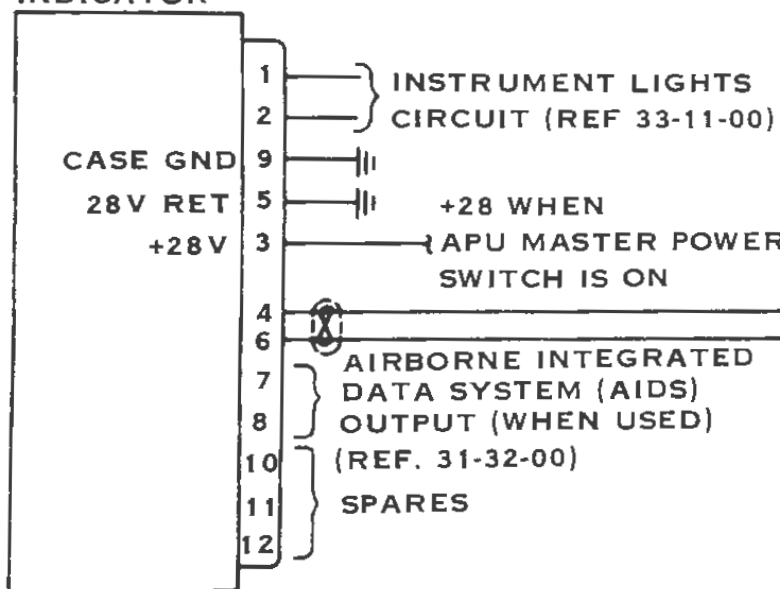 INDICATOR
1 INSTRUMENT LIGHTS
2 CIRCUIT (REF 33-11-00)
CASE GND 9
28V RET 5 +28 WHEN
+28V 3 APU MASTER POWER
SWITCH IS ON
4
6
AIRBORNE INTEGRATED
7 DATA SYSTEM (AIDS)
8 OUTPUT (WHEN USED)
10 (REF. 31-32-00)
11 SPARES
12